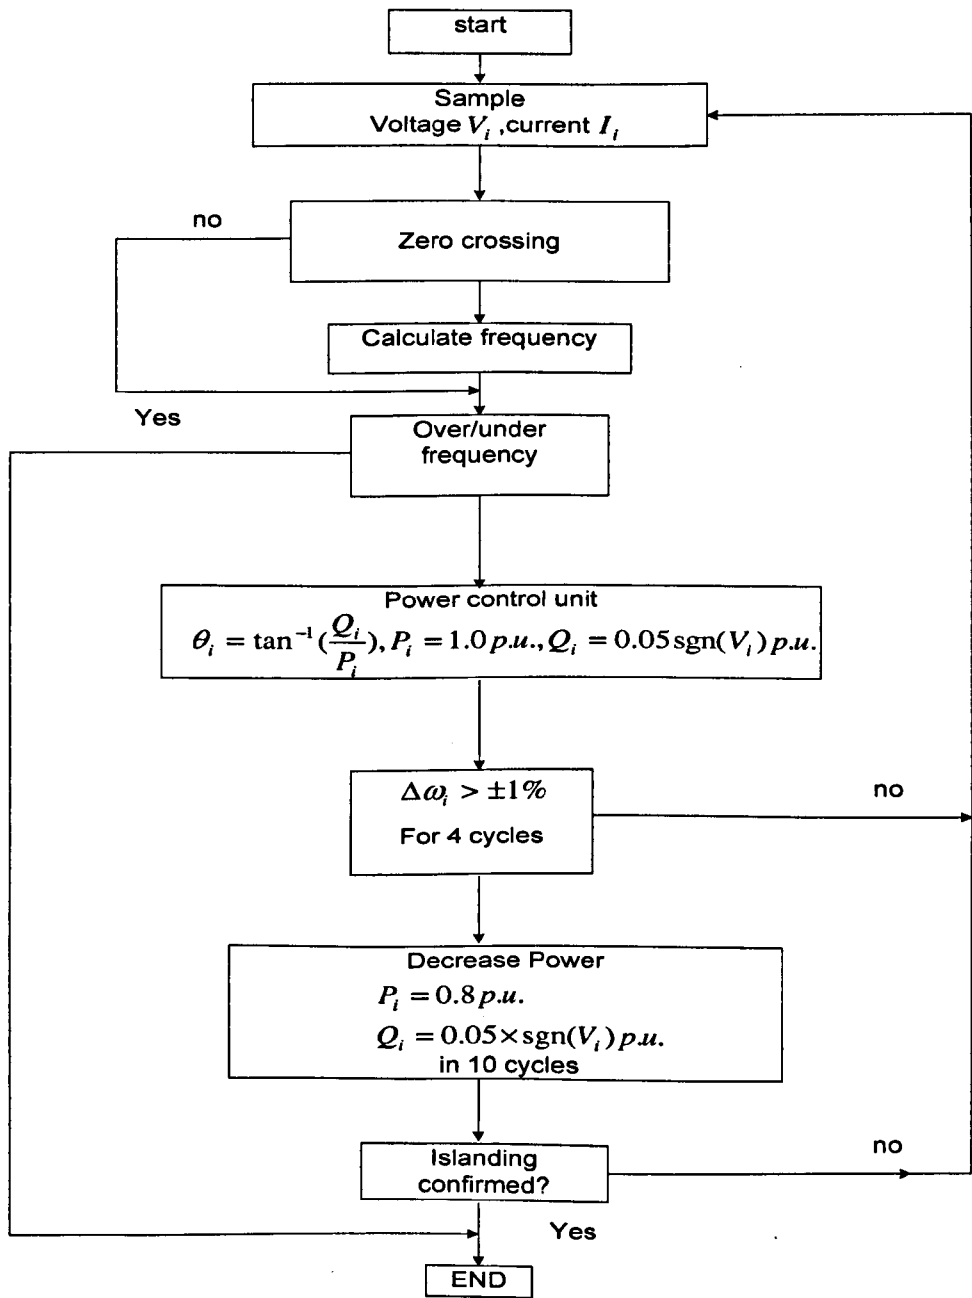 start
Sample
Voltage V_i ,current I_i
no
Zero crossing
Calculate frequency
Yes
Over/under
frequency
Power control unit
θ_i = tan⁻¹(Q_i/P_i), P_i = 1.0 p.u., Q_i = 0.05 sgn(V_i) p.u.
Δω_i > ±1%
no
For 4 cycles
Decrease Power
P_i = 0.8 p.u.
Q_i = 0.05 × sgn(V_i) p.u.
in 10 cycles
no
Islanding
confirmed?
Yes
END